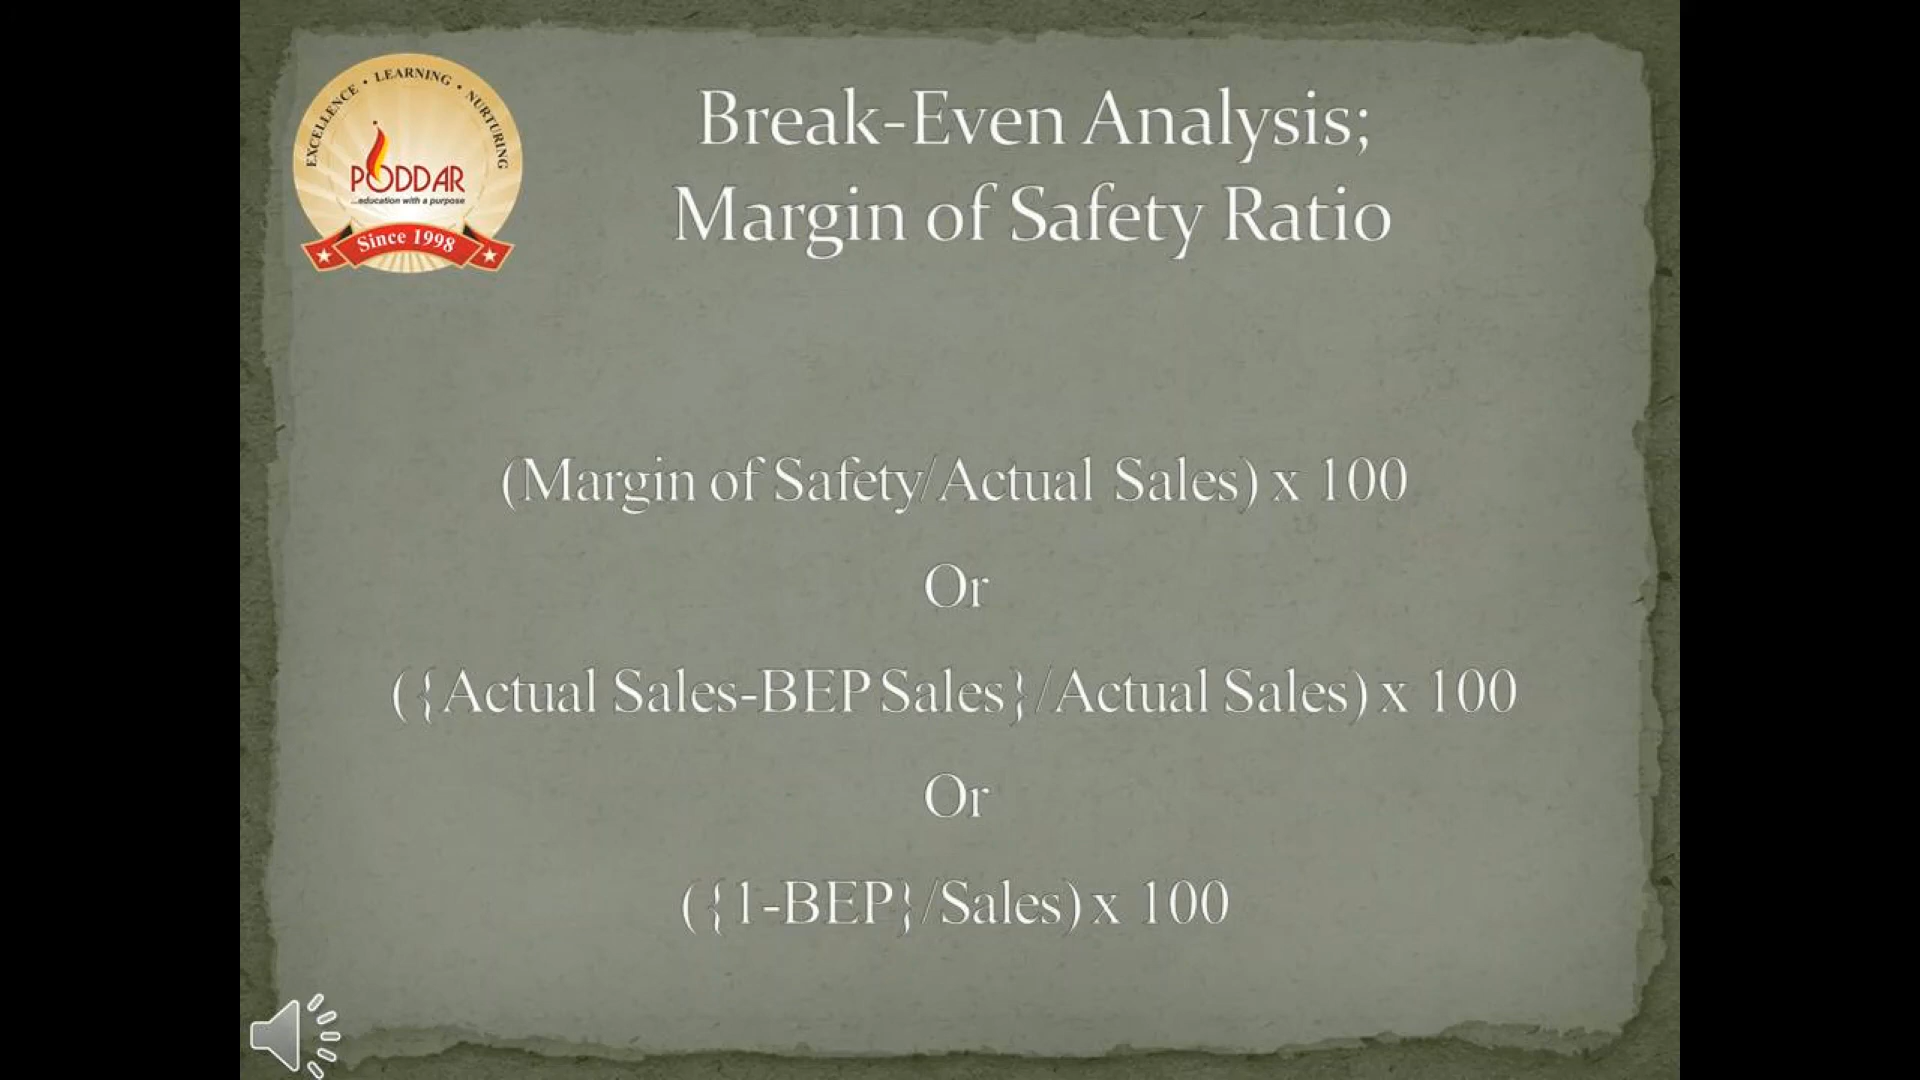 EXCELLENCE • LEARNING • NURTURING
PODDAR
...education with a purpose
Since 1998
Break-Even Analysis;
Margin of Safety Ratio
(Margin of Safety/Actual Sales) x 100
Or
({Actual Sales-BEP Sales}/Actual Sales) x 100
Or
({1-BEP}/Sales) x 100